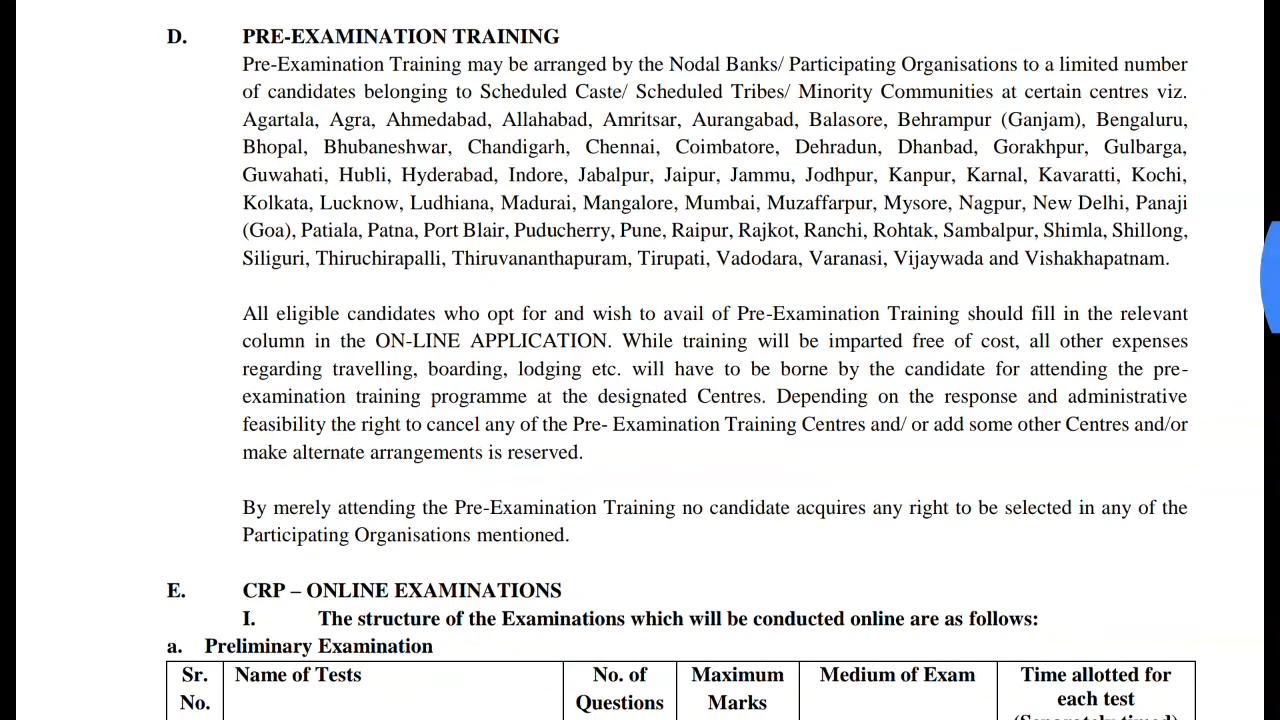 D. PRE-EXAMINATION TRAINING
Pre-Examination Training may be arranged by the Nodal Banks/ Participating Organisations to a limited number
of candidates belonging to Scheduled Caste/ Scheduled Tribes/ Minority Communities at certain centres viz.
Agartala, Agra, Ahmedabad, Allahabad, Amritsar, Aurangabad, Balasore, Behrampur (Ganjam), Bengaluru,
Bhopal, Bhubaneshwar, Chandigarh, Chennai, Coimbatore, Dehradun, Dhanbad, Gorakhpur, Gulbarga,
Guwahati, Hubli, Hyderabad, Indore, Jabalpur, Jaipur, Jammu, Jodhpur, Kanpur, Karnal, Kavaratti, Kochi,
Kolkata, Lucknow, Ludhiana, Madurai, Mangalore, Mumbai, Muzaffarpur, Mysore, Nagpur, New Delhi, Panaji
(Goa), Patiala, Patna, Port Blair, Puducherry, Pune, Raipur, Rajkot, Ranchi, Rohtak, Sambalpur, Shimla, Shillong,
Siliguri, Thiruchirapalli, Thiruvananthapuram, Tirupati, Vadodara, Varanasi, Vijaywada and Vishakhapatnam.
All eligible candidates who opt for and wish to avail of Pre-Examination Training should fill in the relevant
column in the ON-LINE APPLICATION. While training will be imparted free of cost, all other expenses
regarding travelling, boarding, lodging etc. will have to be borne by the candidate for attending the pre-
examination training programme at the designated Centres. Depending on the response and administrative
feasibility the right to cancel any of the Pre- Examination Training Centres and/ or add some other Centres and/or
make alternate arrangements is reserved.
By merely attending the Pre-Examination Training no candidate acquires any right to be selected in any of the
Participating Organisations mentioned.
E. CRP – ONLINE EXAMINATIONS
I. The structure of the Examinations which will be conducted online are as follows:
a. Preliminary Examination
Sr. Name of Tests No. of Maximum Medium of Exam Time allotted for
No. Questions Marks each test
(Separately timed)